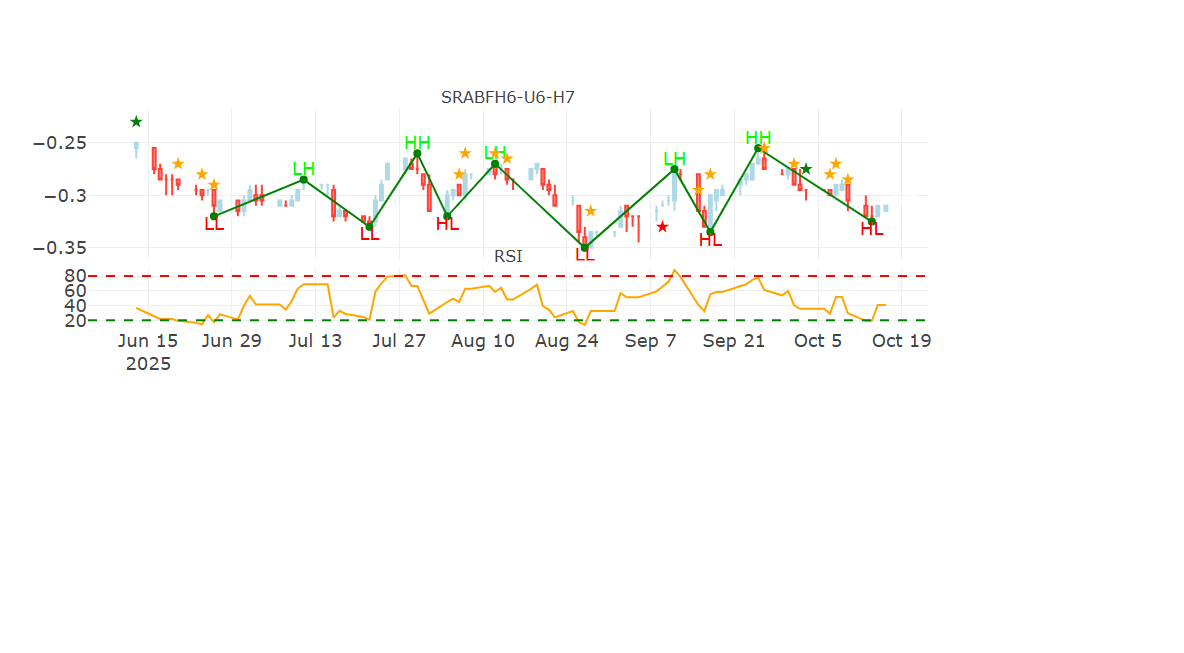 SRABFH6-U6-H7
−0.25
−0.3
−0.35
LL
LH
LL
HH
HL
LH
LL
LH
HL
HH
HL
RSI
80
60
40
20
Jun 15 Jun 29 Jul 13 Jul 27 Aug 10 Aug 24 Sep 7 Sep 21 Oct 5 Oct 19
2025